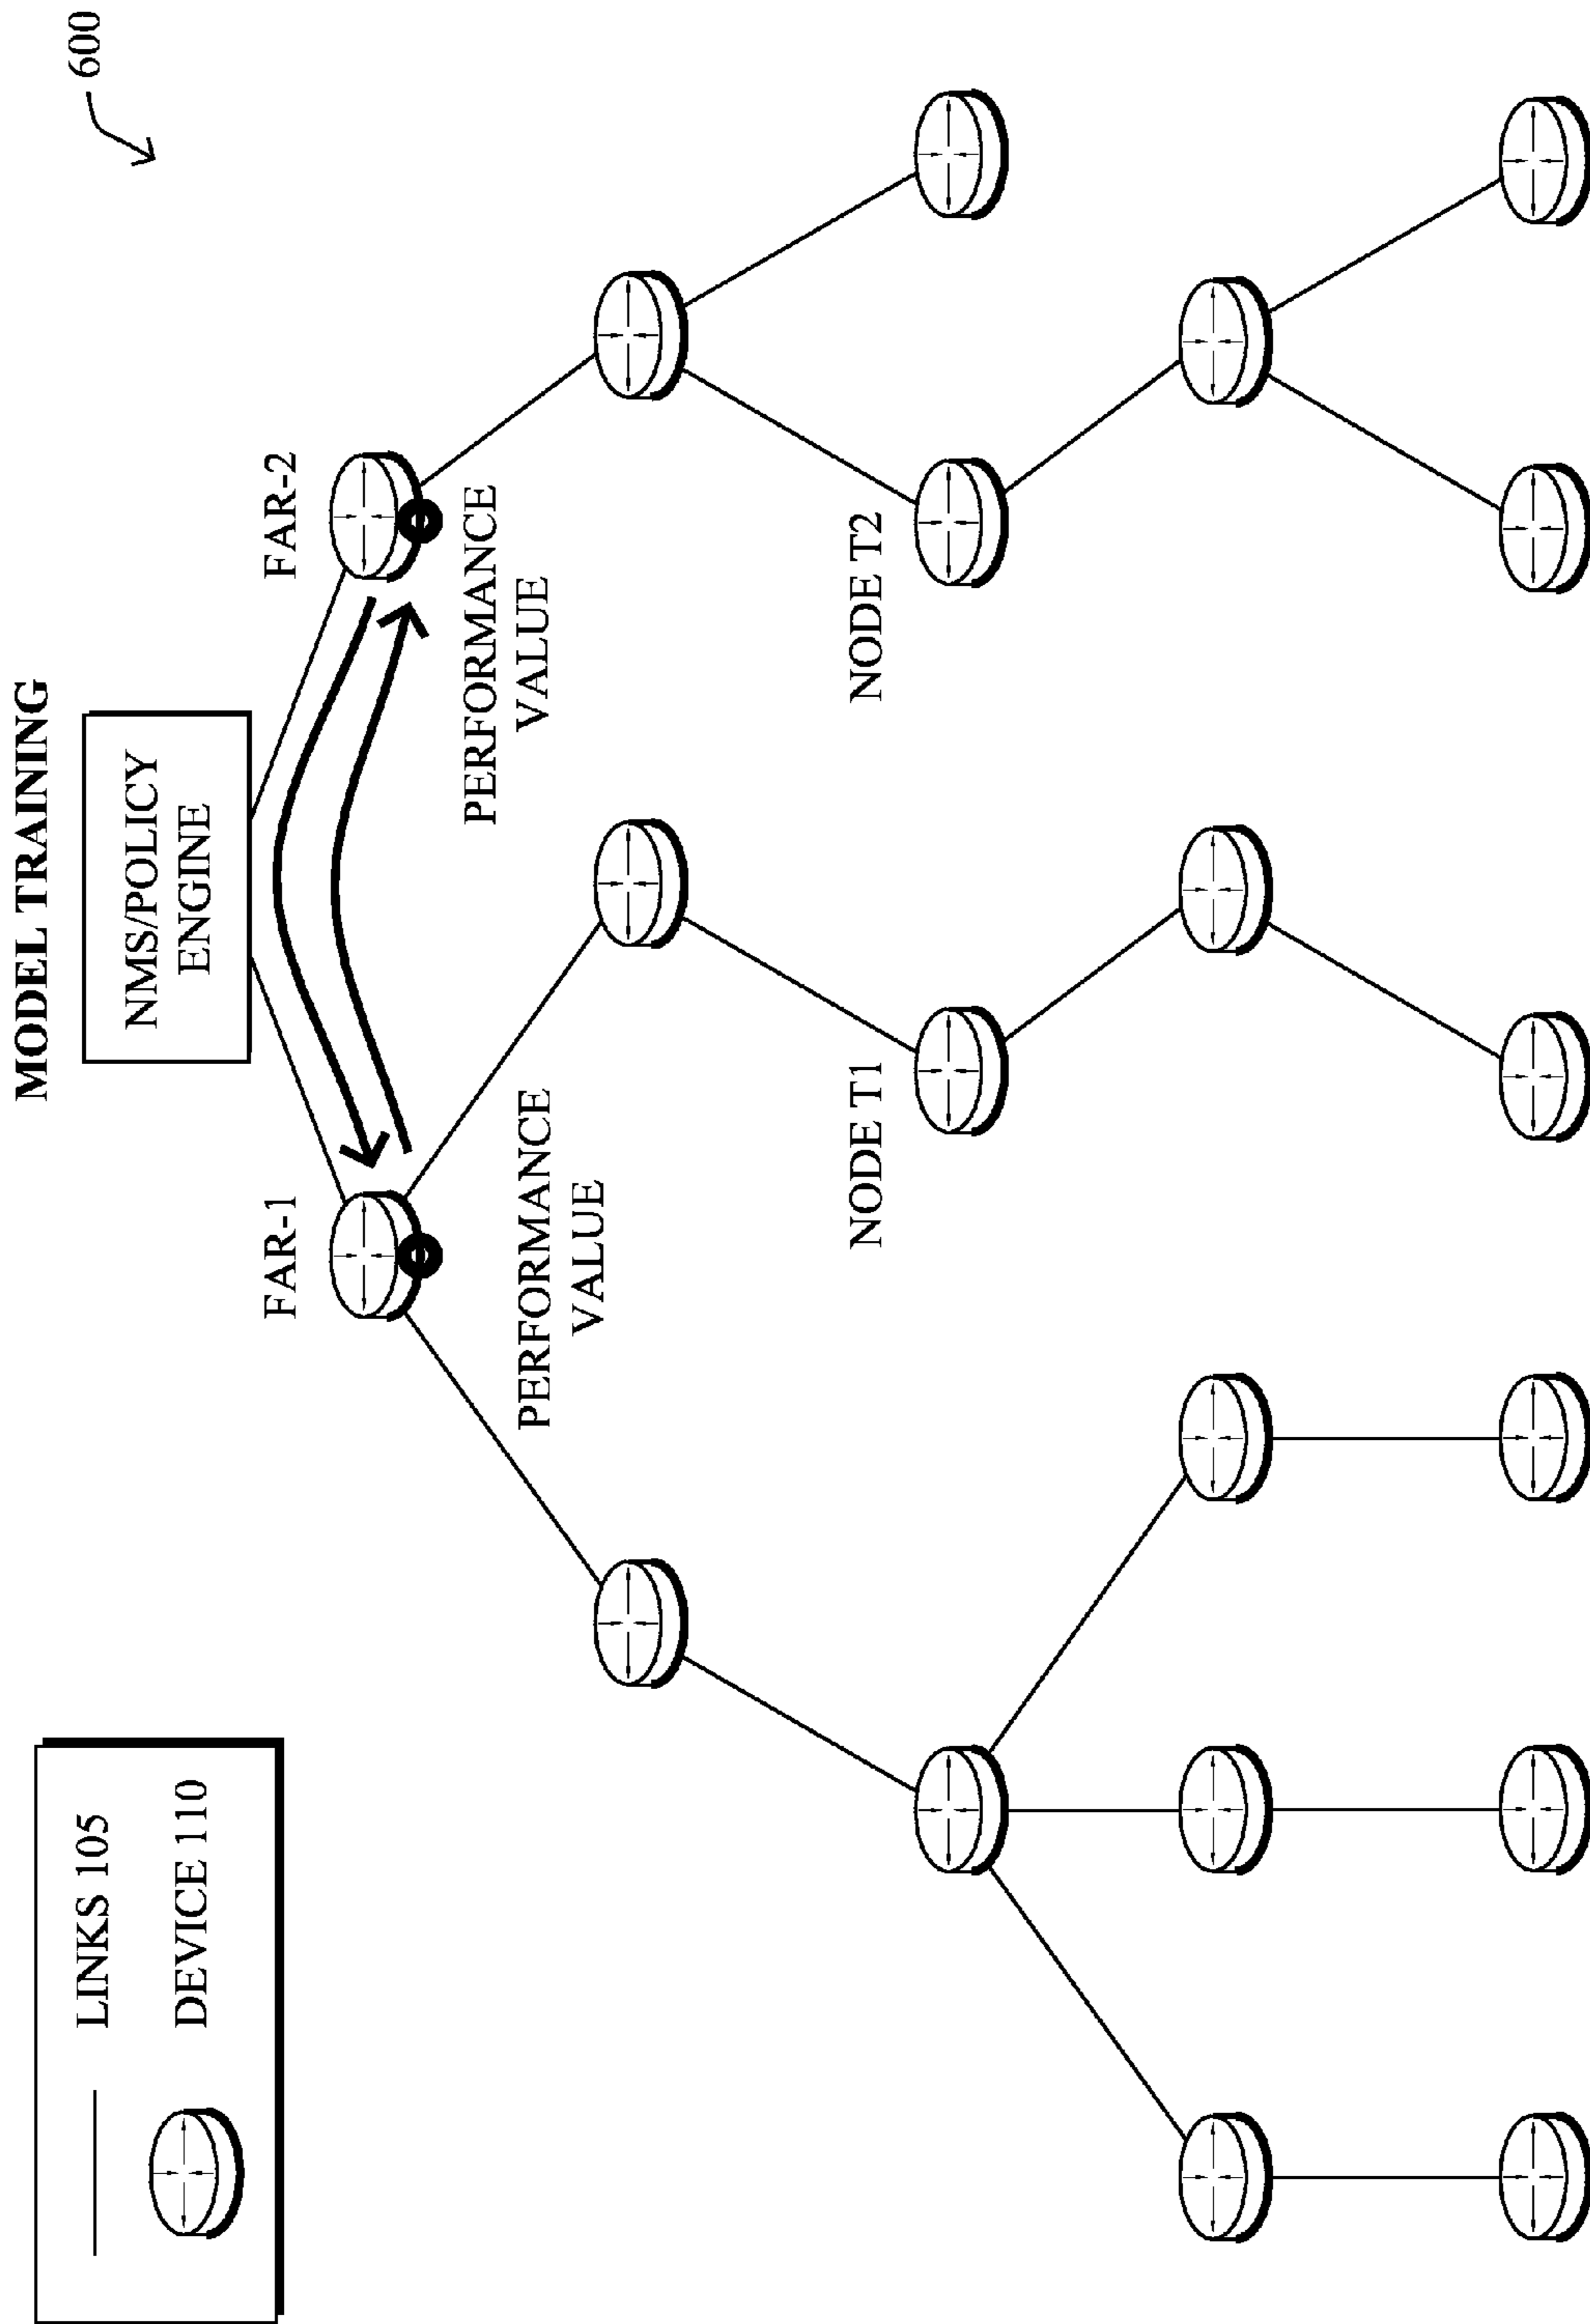 LINKS 105
DEVICE 110
MODEL TRAINING
600
NMS/POLICY
ENGINE
FAR-1
FAR-2
PERFORMANCE
VALUE
PERFORMANCE
VALUE
NODE T1
NODE T2